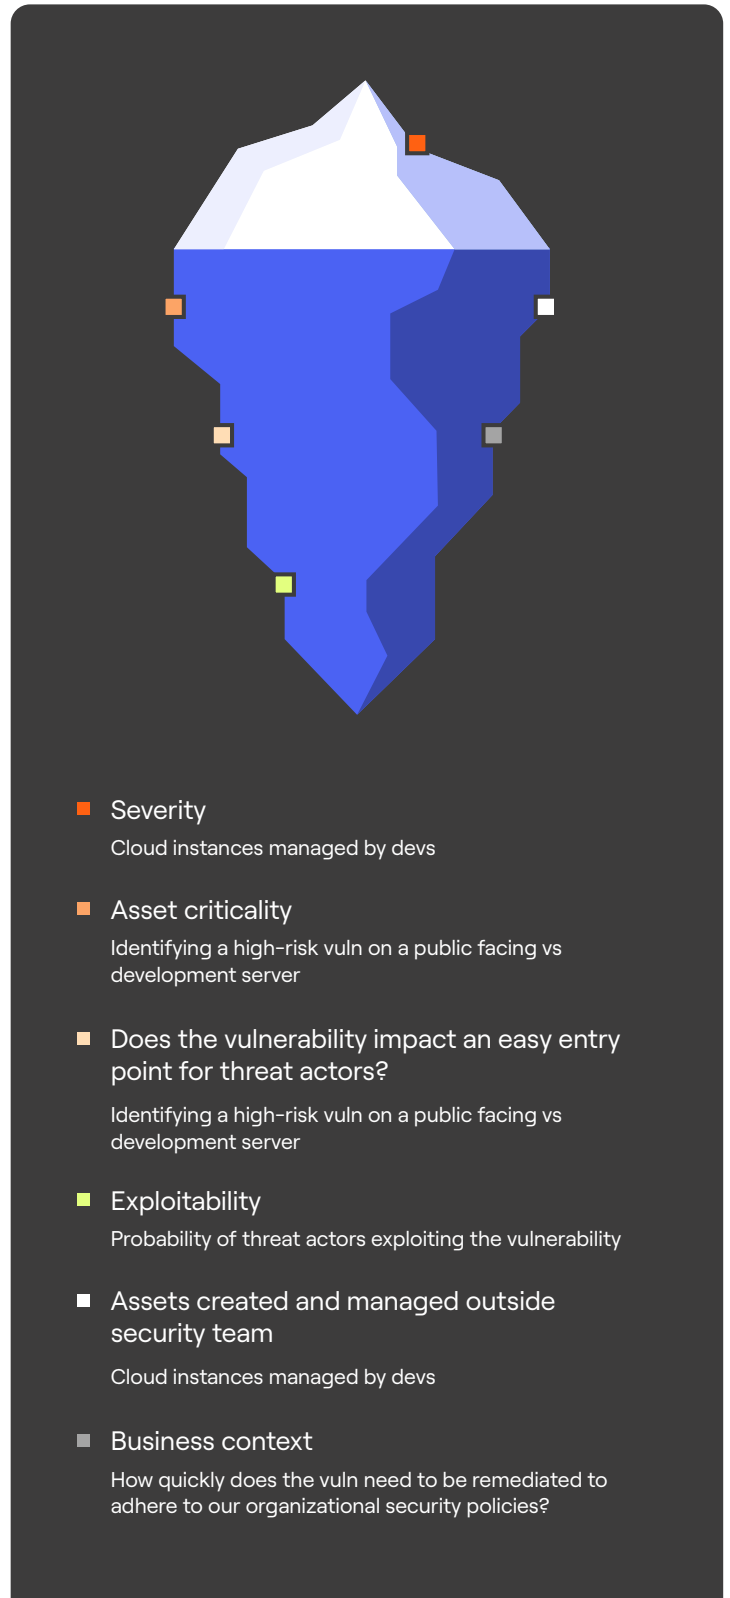 Severity
Cloud instances managed by devs
Asset criticality
Identifying a high-risk vuln on a public facing vs
development server
Does the vulnerability impact an easy entry
point for threat actors?
Identifying a high-risk vuln on a public facing vs
development server
Exploitability
Probability of threat actors exploiting the vulnerability
Assets created and managed outside
security team
Cloud instances managed by devs
Business context
How quickly does the vuln need to be remediated to
adhere to our organizational security policies?